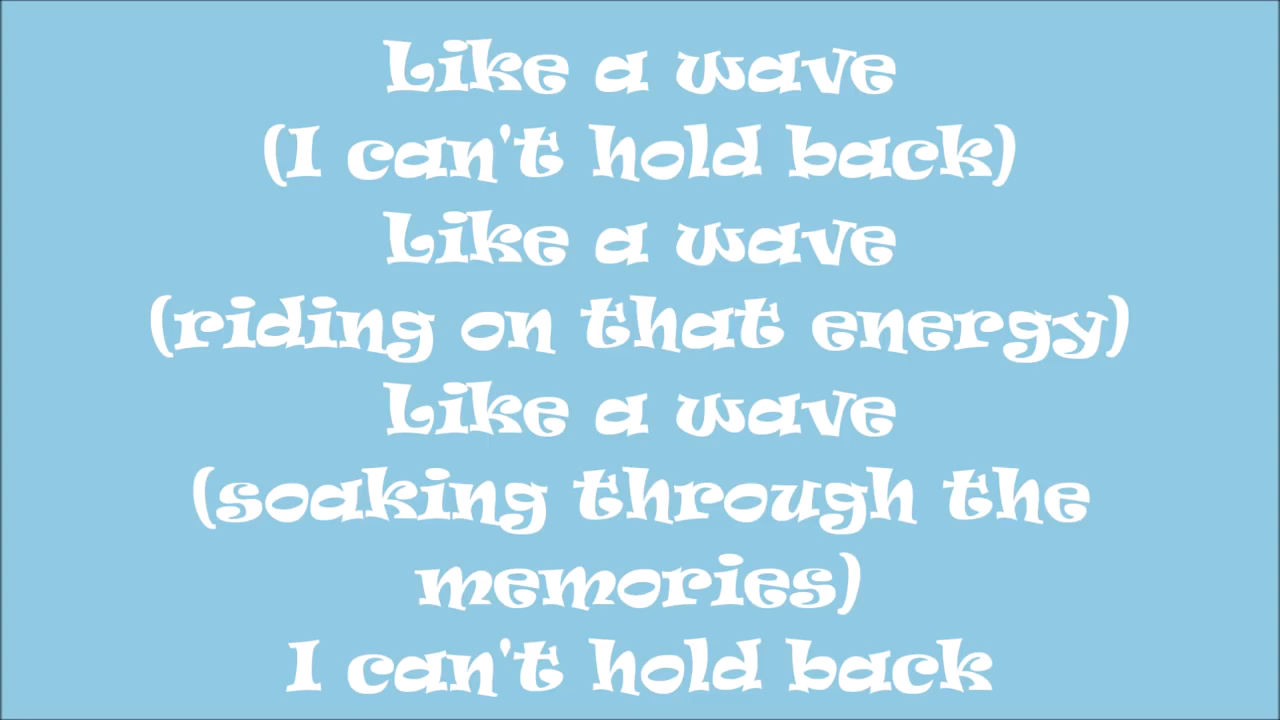 Like a wave
(I can't hold back)
Like a wave
(riding on that energy)
Like a wave
(soaking through the
memories)
I can't hold back